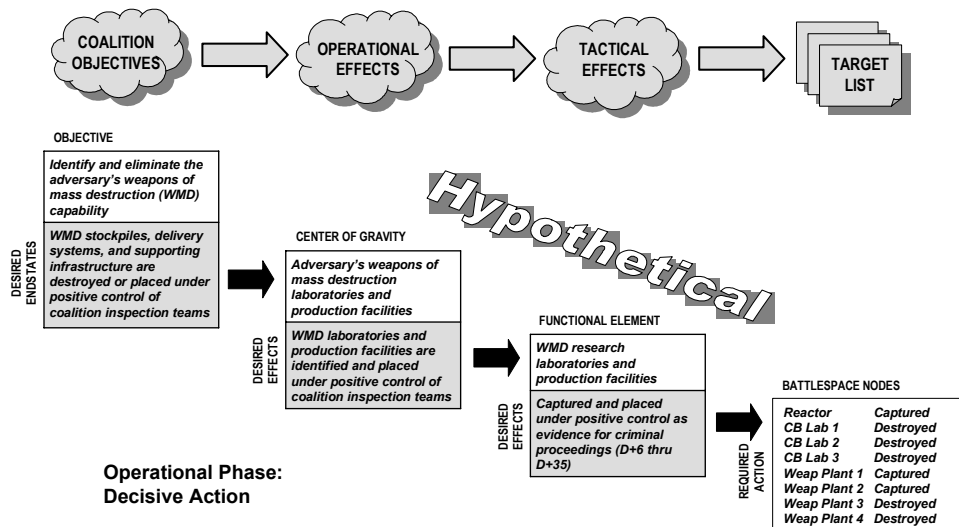 COALITION
OBJECTIVES
OPERATIONAL
EFFECTS
TACTICAL
EFFECTS
TARGET
LIST
Hypothetical
OBJECTIVE
Identify and eliminate the
adversary's weapons of
mass destruction (WMD)
capability
DESIRED
ENDSTATES
WMD stockpiles, delivery
systems, and supporting
infrastructure are
destroyed or placed under
positive control of
coalition inspection teams
CENTER OF GRAVITY
Adversary's weapons of
mass destruction
laboratories and
production facilities
DESIRED
EFFECTS
WMD laboratories and
production facilities are
identified and placed
under positive control of
coalition inspection teams
FUNCTIONAL ELEMENT
WMD research
laboratories and
production facilities
DESIRED
EFFECTS
Captured and placed
under positive control as
evidence for criminal
proceedings (D+6 thru
D+35)
BATTLESPACE NODES
REQUIRED
ACTION
Reactor Captured
CB Lab 1 Destroyed
CB Lab 2 Destroyed
CB Lab 3 Destroyed
Weap Plant 1 Captured
Weap Plant 2 Captured
Weap Plant 3 Destroyed
Weap Plant 4 Destroyed
Operational Phase:
Decisive Action